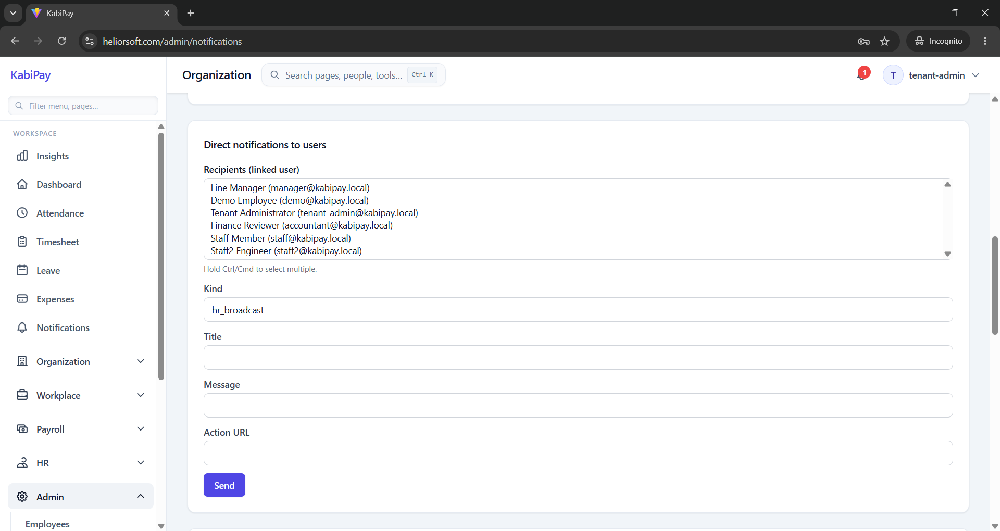 KabiPay
heliorsoft.com/admin/notifications
Incognito
KabiPay
Organization
Search pages, people, tools...
Ctrl K
1
T
tenant-admin
Filter menu, pages...
WORKSPACE
Insights
Dashboard
Attendance
Timesheet
Leave
Expenses
Notifications
Organization
Workplace
Payroll
HR
Admin
Employees
Direct notifications to users
Recipients (linked user)
Line Manager (manager@kabipay.local)
Demo Employee (demo@kabipay.local)
Tenant Administrator (tenant-admin@kabipay.local)
Finance Reviewer (accountant@kabipay.local)
Staff Member (staff@kabipay.local)
Staff2 Engineer (staff2@kabipay.local)
Hold Ctrl/Cmd to select multiple.
Kind
hr_broadcast
Title
Message
Action URL
Send